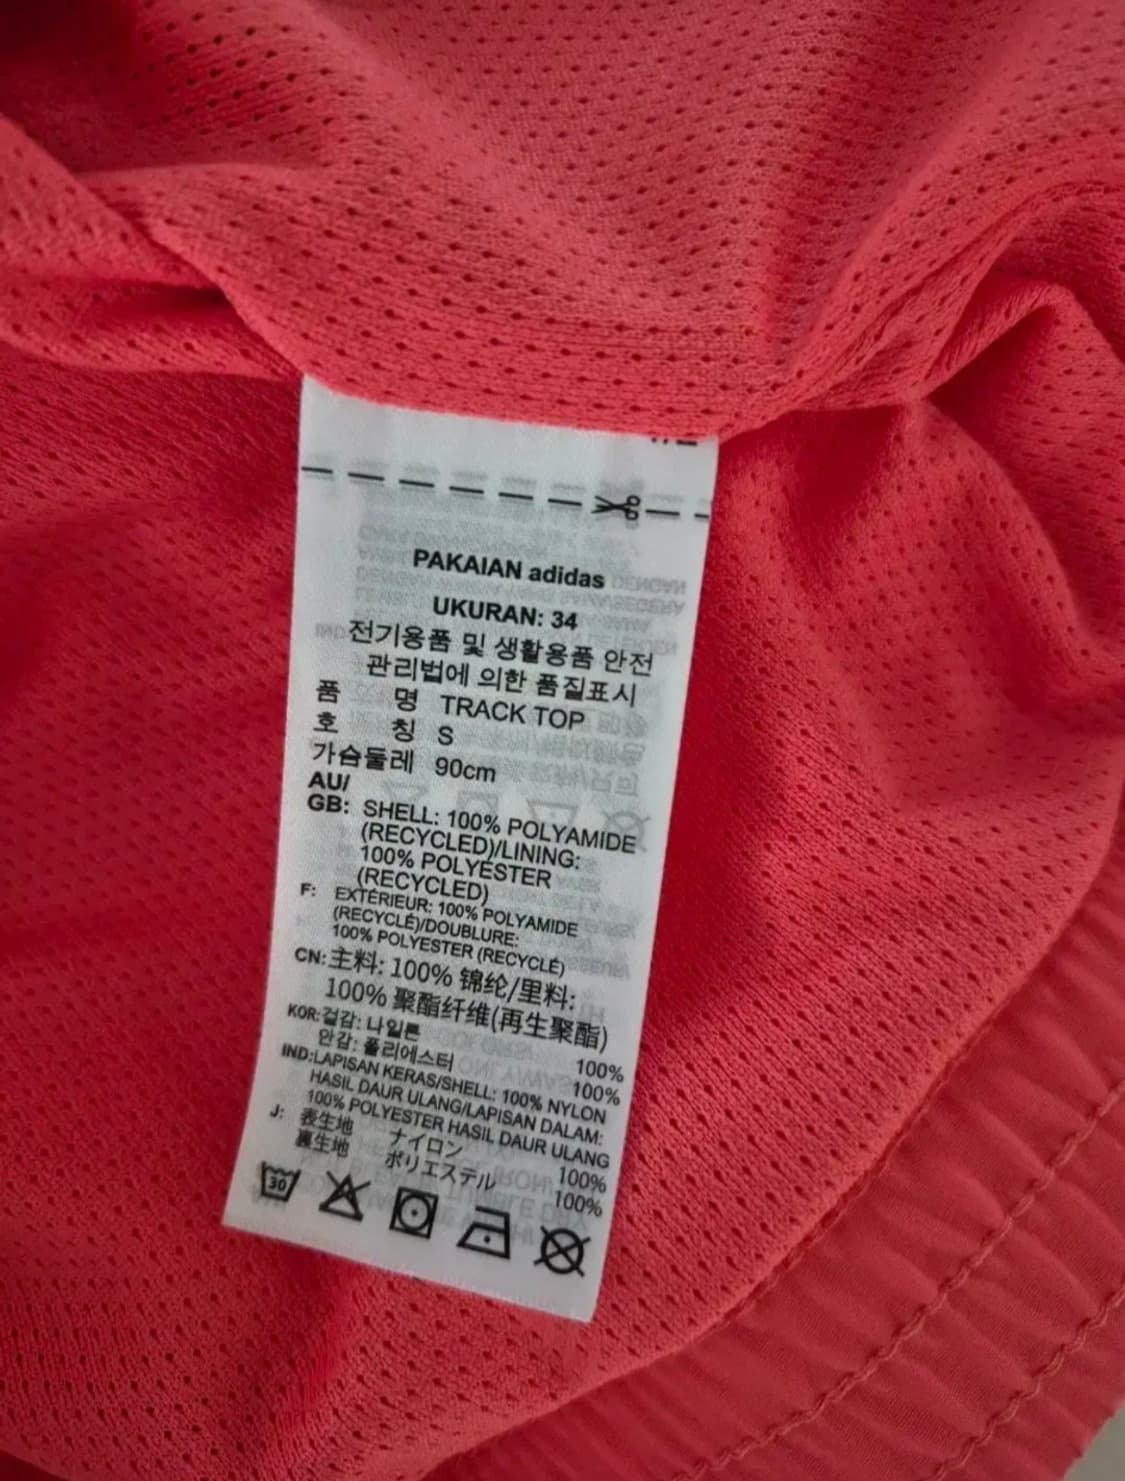 PAKAIAN adidas
UKURAN: 34
전기용품 및 생활용품 안전
관리법에 의한 품질표시
품 명 TRACK TOP
호 칭 S
가슴둘레 90cm
AU/
GB: SHELL: 100% POLYAMIDE
(RECYCLED)/LINING:
100% POLYESTER
(RECYCLED)
F: EXTÉRIEUR: 100% POLYAMIDE
(RECYCLÉ)/DOUBLURE:
100% POLYESTER (RECYCLÉ)
CN: 主料: 100% 锦纶/里料:
100% 聚酯纤维(再生聚酯)
KOR: 겉감: 나일론 100%
안감: 폴리에스터 100%
IND: LAPISAN KERAS/SHELL: 100% NYLON
HASIL DAUR ULANG/LAPISAN DALAM:
100% POLYESTER HASIL DAUR ULANG
J: 表生地 ナイロン 100%
裏生地 ポリエステル 100%
30